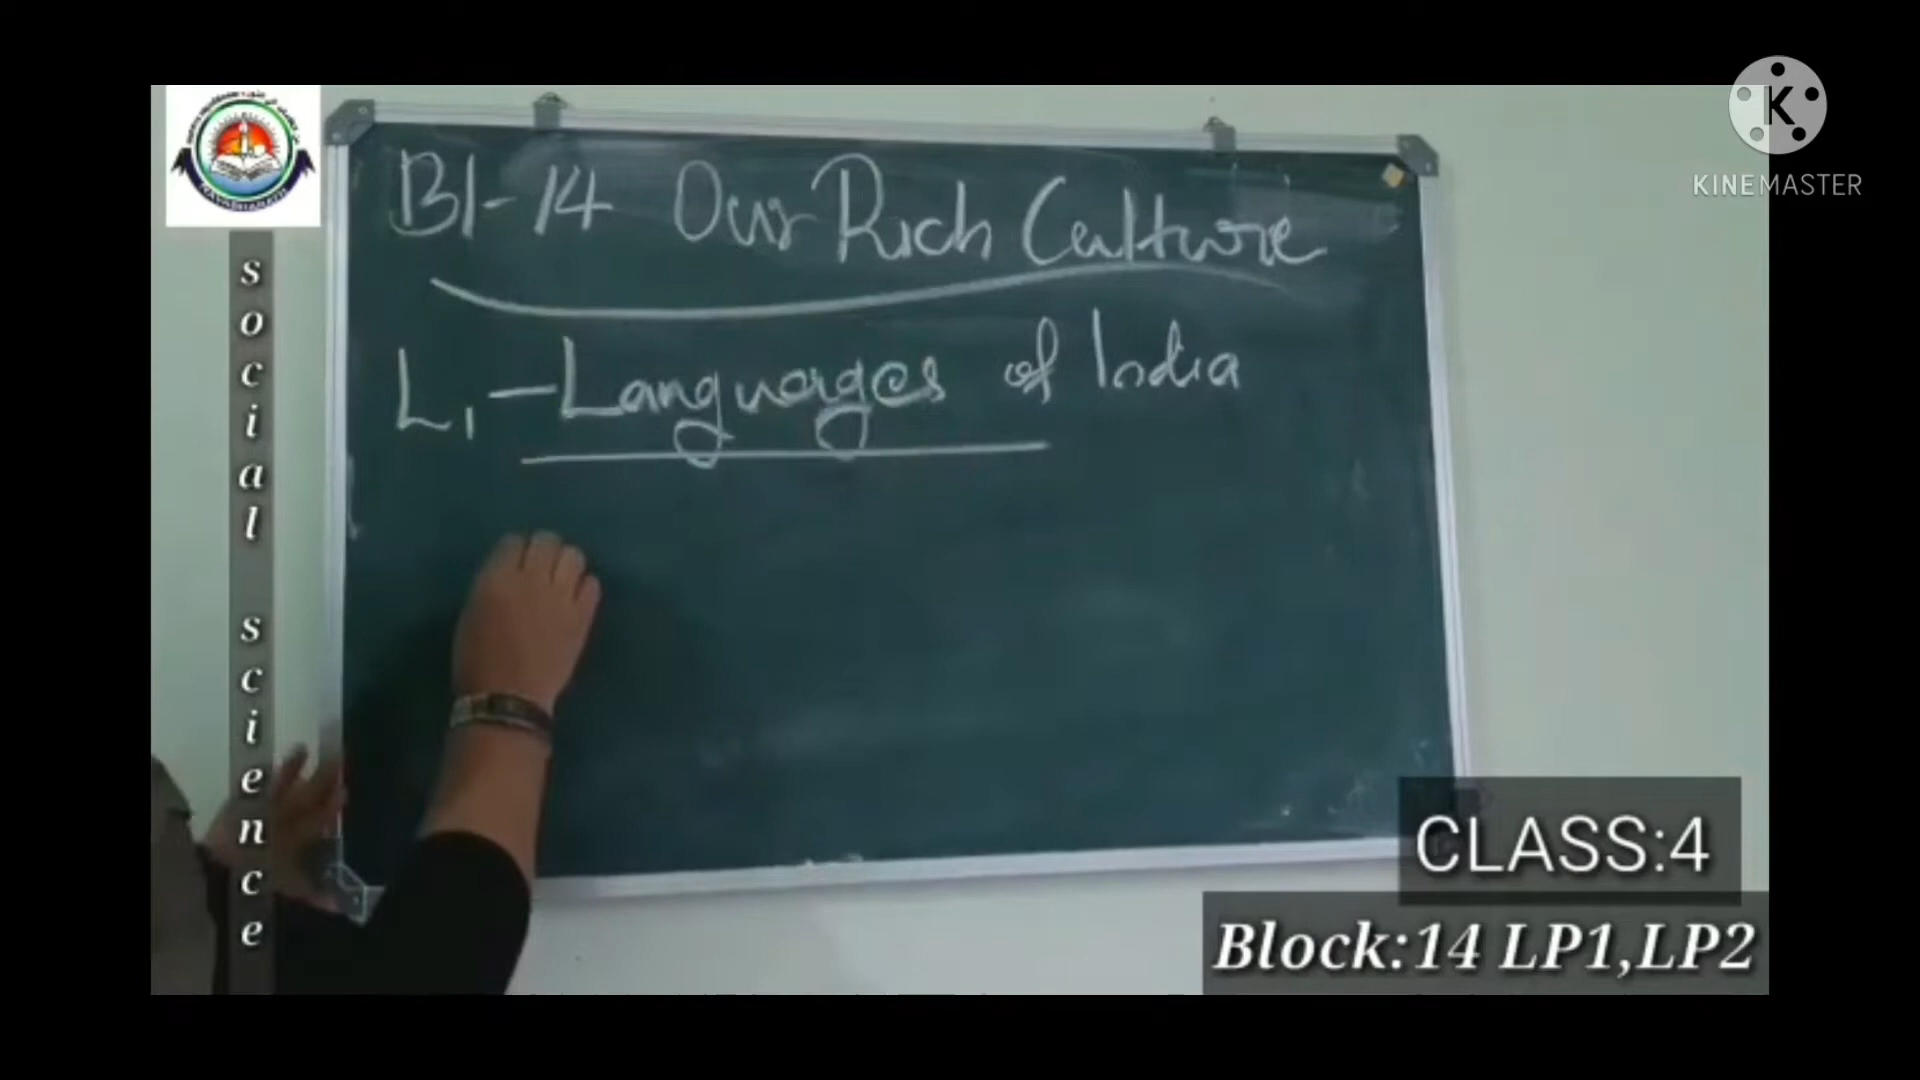 Bl-14 Our Rich Culture
L1 - Languages of India
social science
KINEMASTER
CLASS:4
Block:14 LP1,LP2